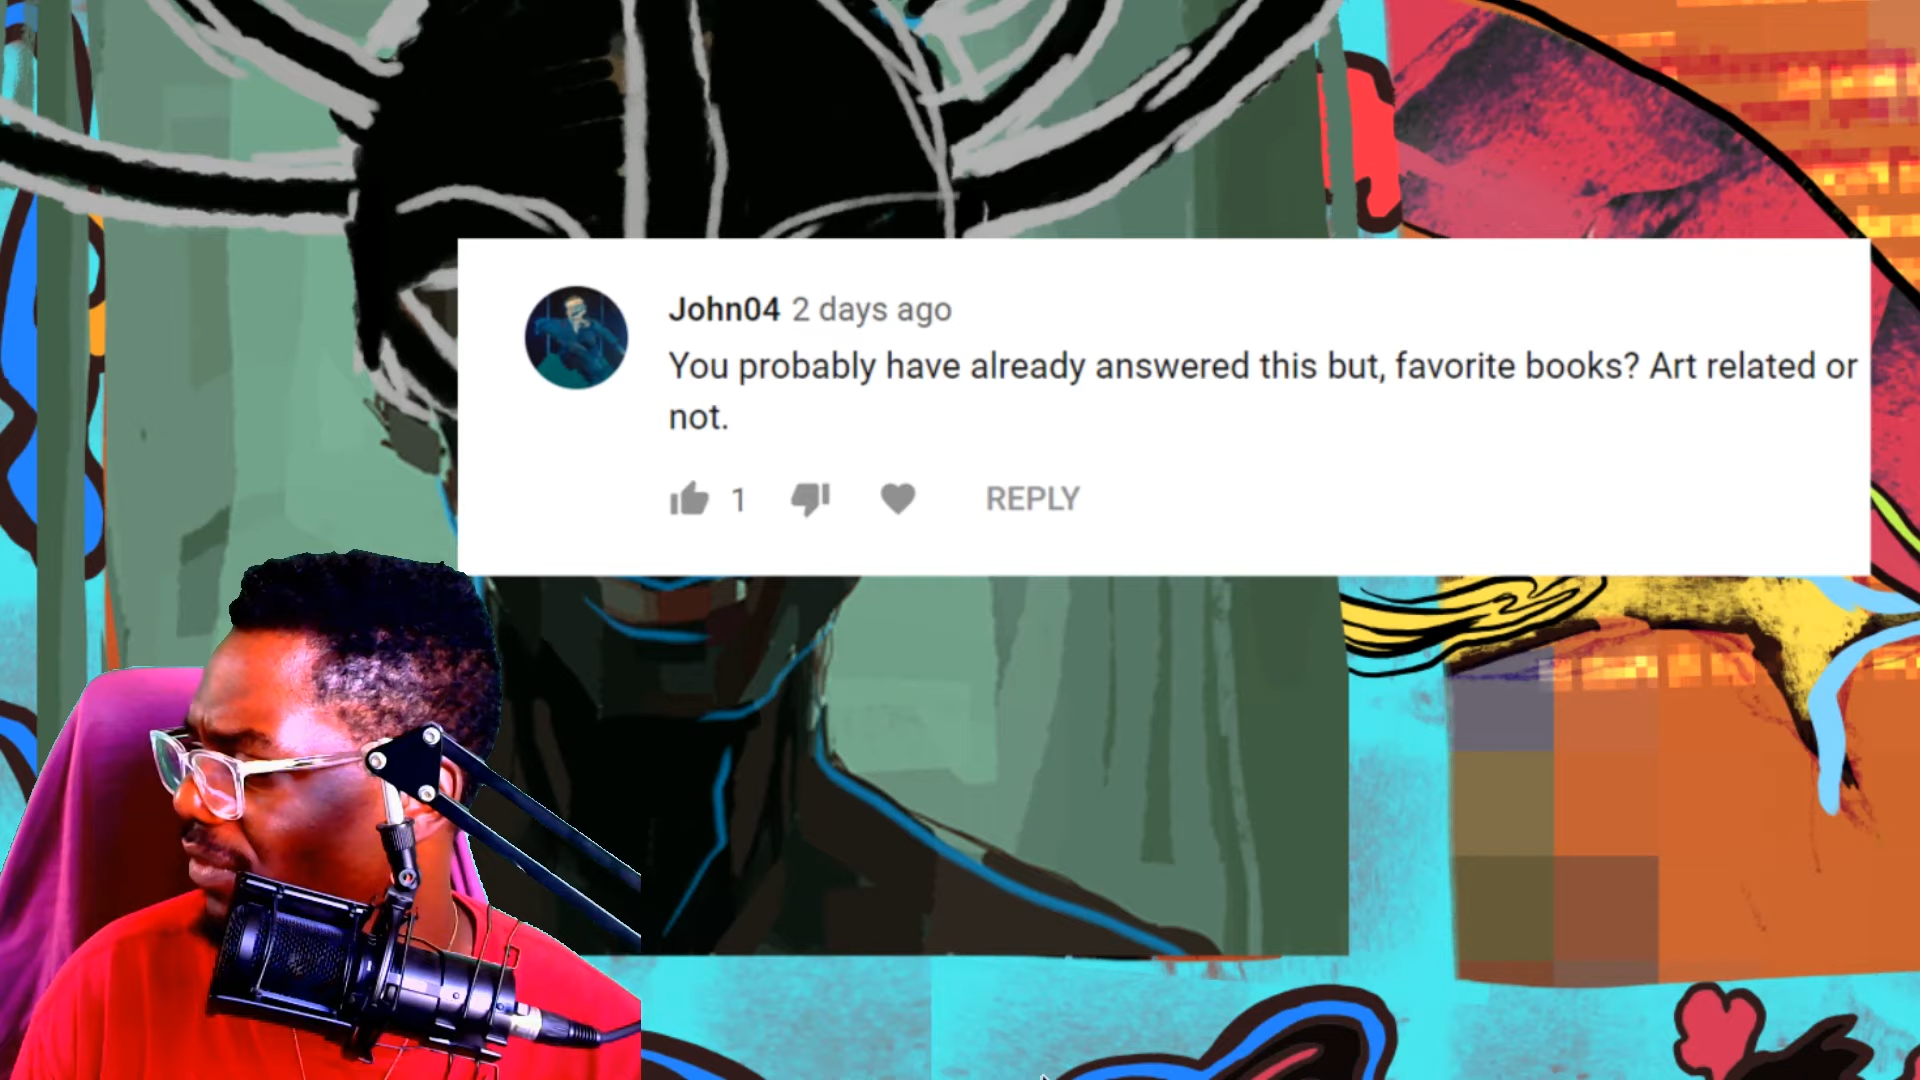 John04 2 days ago
You probably have already answered this but, favorite books? Art related or
not.
1 REPLY